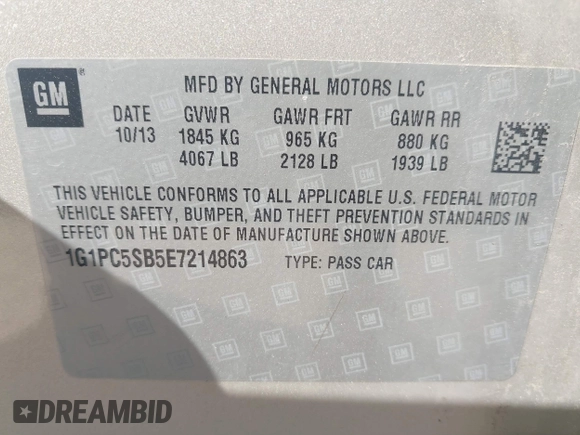 GM ®
MFD BY GENERAL MOTORS LLC
DATE GVWR GAWR FRT GAWR RR
10/13 1845 KG 965 KG 880 KG
4067 LB 2128 LB 1939 LB
THIS VEHICLE CONFORMS TO ALL APPLICABLE U.S. FEDERAL MOTOR
VEHICLE SAFETY, BUMPER, AND THEFT PREVENTION STANDARDS IN
EFFECT ON THE DATE OF MANUFACTURE SHOWN ABOVE.
1G1PC5SB5E7214863 TYPE: PASS CAR
DREAMBID